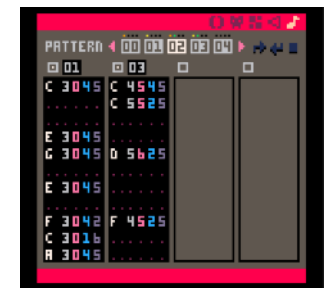 PATTERN 00 01 02 03 04
01 03
C 3045 C 4545
...... C 5525
...... ......
E 3045 ......
G 3045 D 5625
...... ......
E 3045 ......
...... ......
F 3042 F 4525
C 3016 ......
A 3045 ......